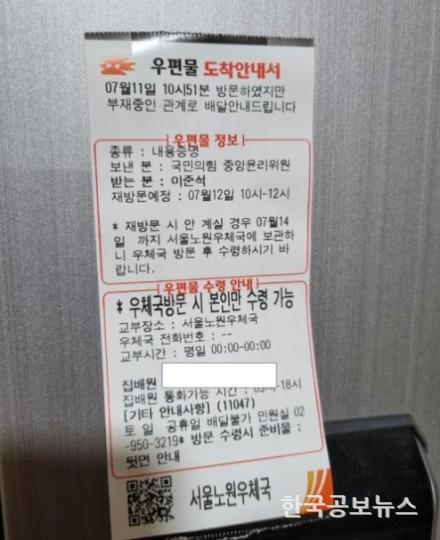 우편물 도착안내서
07월11일 10시51분 방문하였지만
부재중인 관계로 배달안내드립니다
우편물 정보
종류 : 내용증명
보낸 분 : 국민의힘 중앙윤리위원
받는 분 : 이준석
재방문예정 : 07월12일 10시-12시
* 재방문 시 안 계실 경우 07월14
일 까지 서울노원우체국에 보관하
니 우체국 방문 후 수령하시기 바
랍니다.
우편물 수령 안내
* 우체국방문 시 본인만 수령 가능
교부장소 : 서울노원우체국
우체국 전화번호 : --
교부시간 : 평일 00:00-00:00
집배원
집배원 통화가능 시간 : -18시
[기타 안내사항] (11047)
토 일 공휴일 배달불가 민원실 02
-950-3219* 방문 수령시 준비물 :
뒷면 안내
서울노원우체국
한국공보뉴스